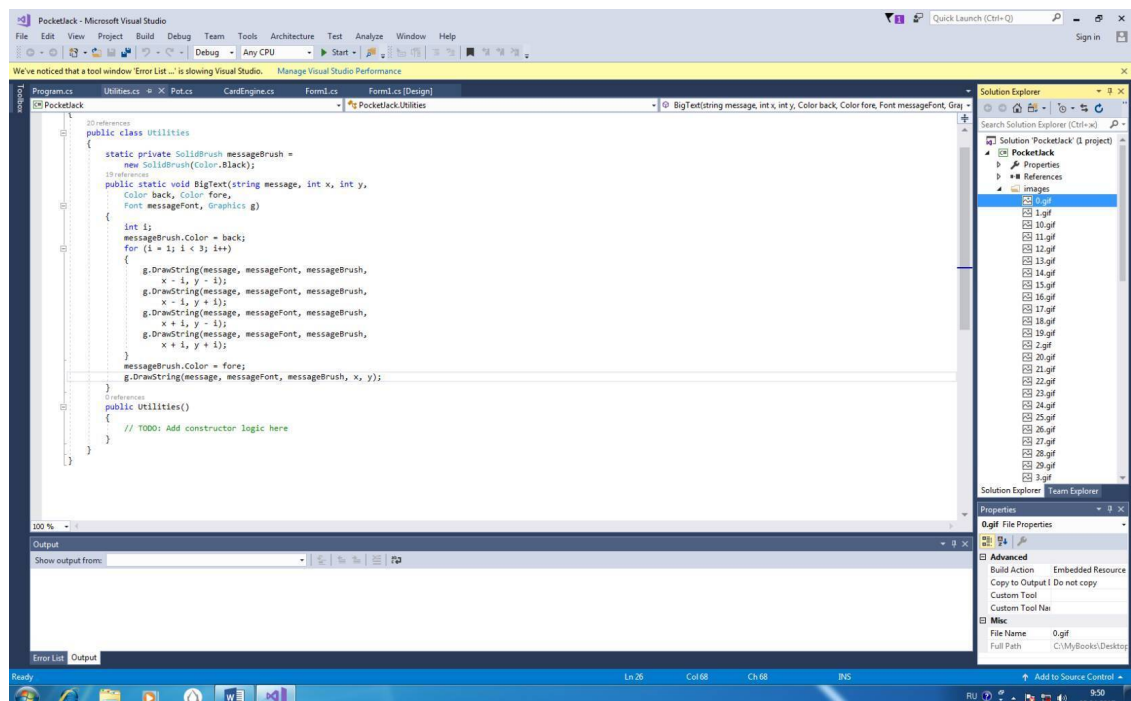 PocketJack - Microsoft Visual Studio
1
Quick Launch (Ctrl+Q)
File Edit View Project Build Debug Team Tools Architecture Test Analyze Window Help
Sign in
Debug Any CPU Start
We've noticed that a tool window 'Error List ...' is slowing Visual Studio. Manage Visual Studio Performance
Toolbox
Program.cs Utilities.cs Pot.cs CardEngine.cs Form1.cs Form1.cs [Design]
PocketJack PocketJack.Utilities BigText(string message, int x, int y, Color back, Color fore, Font messageFont, Graj
{
20 references
public class Utilities
{
static private SolidBrush messageBrush =
new SolidBrush(Color.Black);
19 references
public static void BigText(string message, int x, int y,
Color back, Color fore,
Font messageFont, Graphics g)
{
int i;
messageBrush.Color = back;
for (i = 1; i < 3; i++)
{
g.DrawString(message, messageFont, messageBrush,
x - i, y - i);
g.DrawString(message, messageFont, messageBrush,
x - i, y + i);
g.DrawString(message, messageFont, messageBrush,
x + i, y - i);
g.DrawString(message, messageFont, messageBrush,
x + i, y + i);
}
messageBrush.Color = fore;
g.DrawString(message, messageFont, messageBrush, x, y);
}
0 references
public Utilities()
{
// TODO: Add constructor logic here
}
}
}
100 %
Output
Show output from:
Error List Output
Solution Explorer
Search Solution Explorer (Ctrl+ж)
Solution 'PocketJack' (1 project)
PocketJack
Properties
References
images
0.gif
1.gif
10.gif
11.gif
12.gif
13.gif
14.gif
15.gif
16.gif
17.gif
18.gif
19.gif
2.gif
20.gif
21.gif
22.gif
23.gif
24.gif
25.gif
26.gif
27.gif
28.gif
29.gif
3.gif
Solution Explorer Team Explorer
Properties
0.gif File Properties
Advanced
Build Action Embedded Resource
Copy to Output Do not copy
Custom Tool
Custom Tool Nar
Misc
File Name 0.gif
Full Path C:\MyBooks\Desktop
Ready Ln 26 Col 68 Ch 68 INS Add to Source Control
RU 9:50